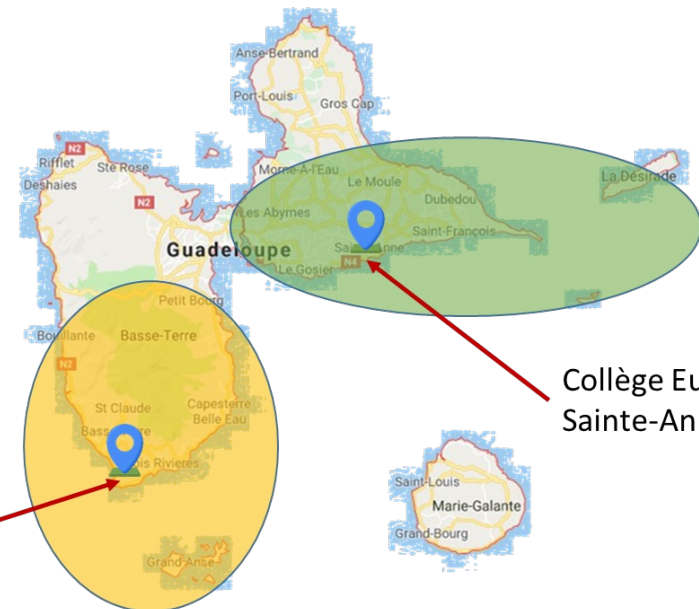 Anse-Bertrand
Port-Louis
Gros Cap
N2
Rifflet
Ste Rose
Morne-À-l'Eau
Deshaies
Le Moule
La Désirade
N2
Dubedou
Les Abymes
Saint-François
Guadeloupe
Le Gosier
N4
Petit Bourg
Bouillante
Basse-Terre
N2
Collège Eu
Sainte-An
St Claude
Capesterre
Belle Eau
Rivieres
Saint-Louis
Marie-Galante
Grand-Bourg
Grand-Anse